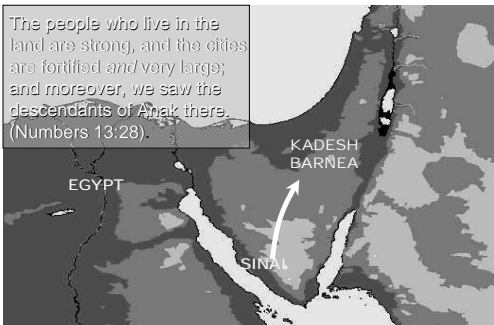 The people who live in the
land are strong, and the cities
are fortified and very large;
and moreover, we saw the
descendants of Anak there.
(Numbers 13:28).
KADESH
BARNEA
EGYPT
SINAI